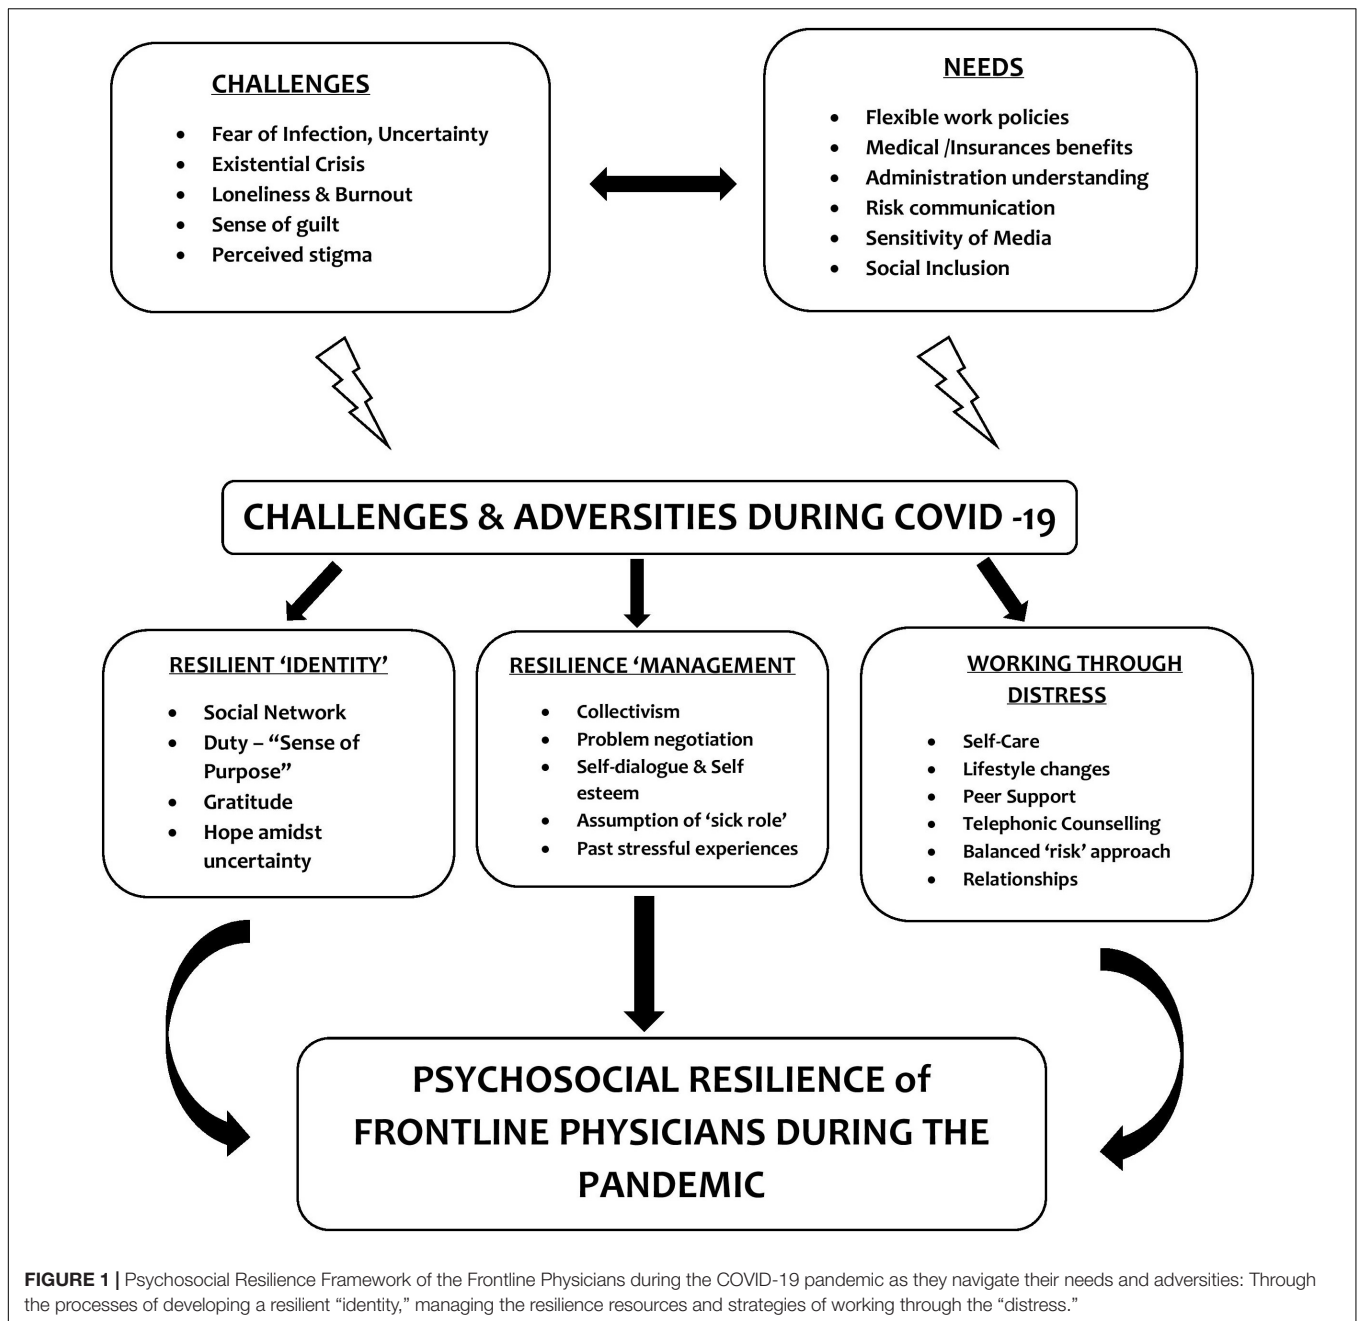 CHALLENGES
• Fear of Infection, Uncertainty
• Existential Crisis
• Loneliness & Burnout
• Sense of guilt
• Perceived stigma
NEEDS
• Flexible work policies
• Medical /Insurances benefits
• Administration understanding
• Risk communication
• Sensitivity of Media
• Social Inclusion
CHALLENGES & ADVERSITIES DURING COVID -19
RESILIENT ‘IDENTITY’
• Social Network
• Duty – “Sense of
Purpose”
• Gratitude
• Hope amidst
uncertainty
RESILIENCE ‘MANAGEMENT
• Collectivism
• Problem negotiation
• Self-dialogue & Self
esteem
• Assumption of ‘sick role’
• Past stressful experiences
WORKING THROUGH
DISTRESS
• Self-Care
• Lifestyle changes
• Peer Support
• Telephonic Counselling
• Balanced ‘risk’ approach
• Relationships
PSYCHOSOCIAL RESILIENCE of
FRONTLINE PHYSICIANS DURING THE
PANDEMIC
FIGURE 1 | Psychosocial Resilience Framework of the Frontline Physicians during the COVID-19 pandemic as they navigate their needs and adversities: Through
the processes of developing a resilient “identity,” managing the resilience resources and strategies of working through the “distress.”